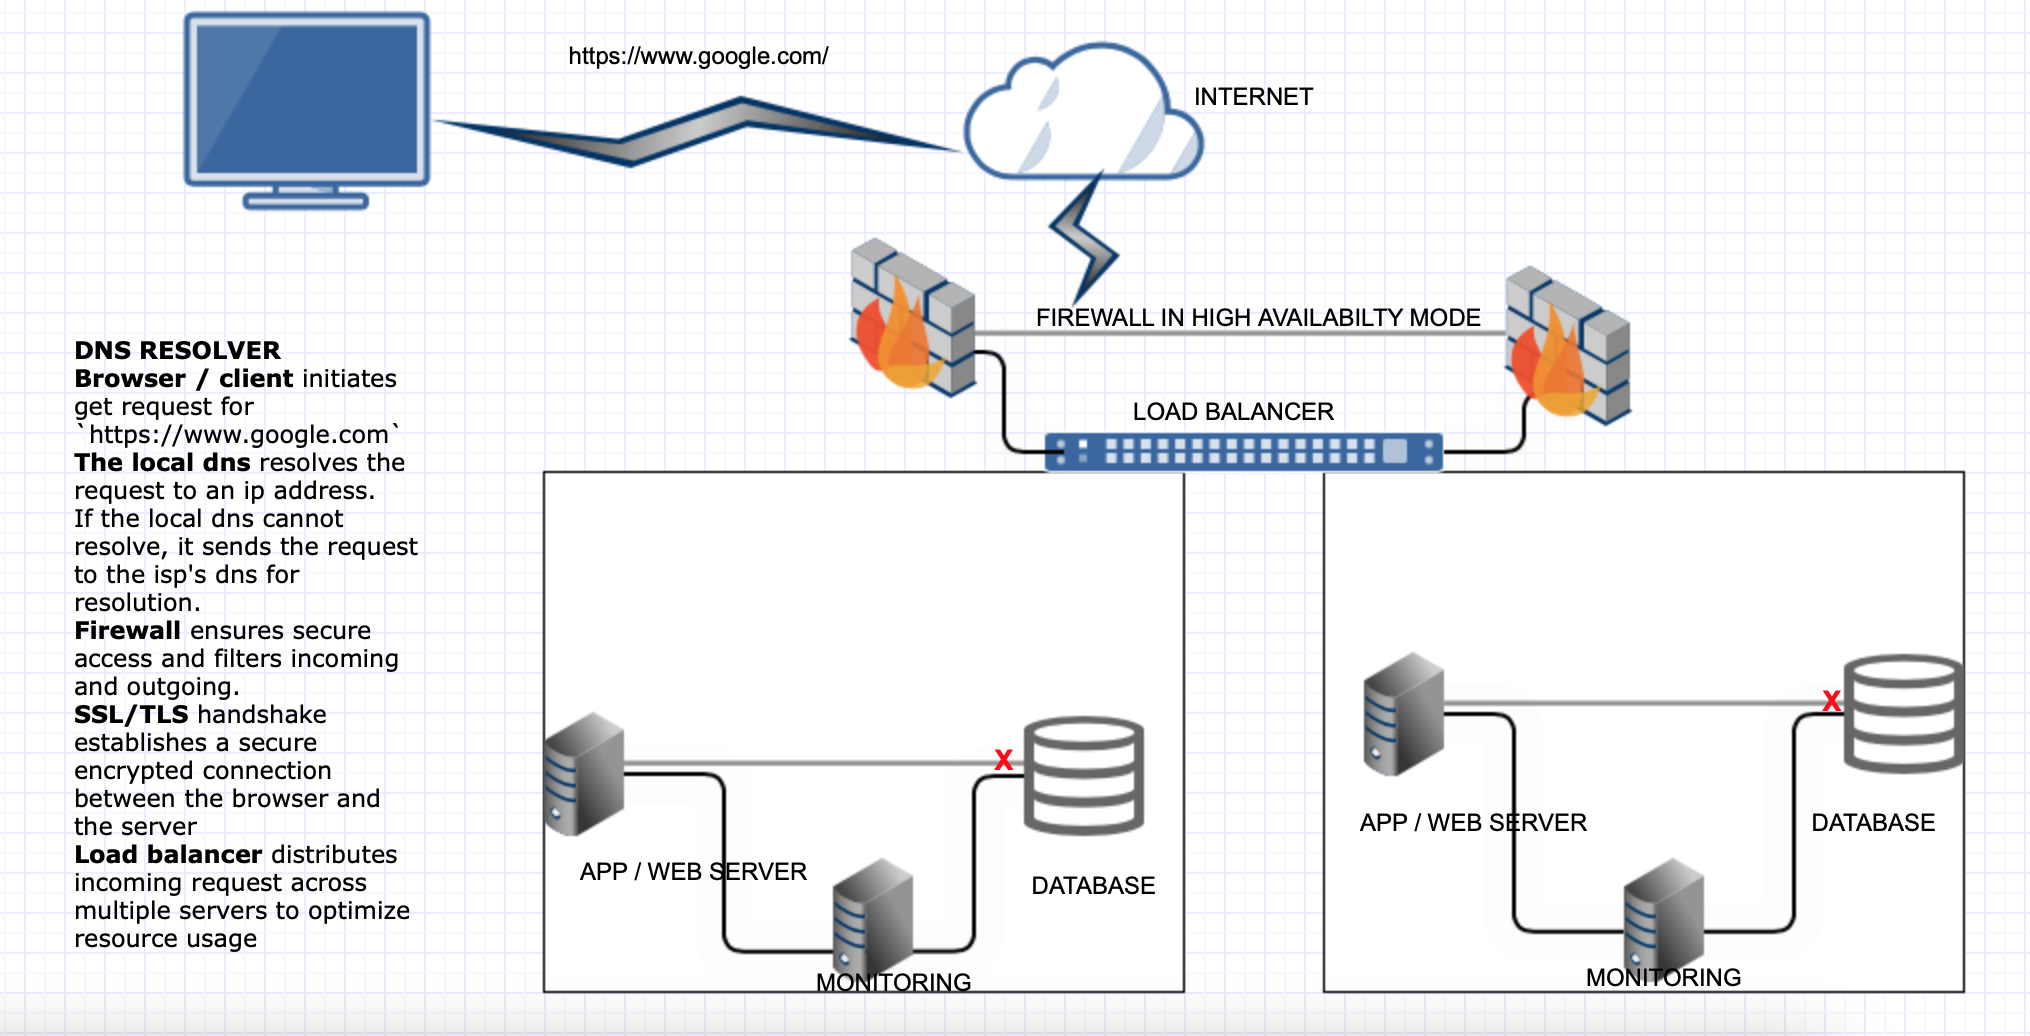 https://www.google.com/
INTERNET
FIREWALL IN HIGH AVAILABILTY MODE
LOAD BALANCER
DNS RESOLVER
Browser / client initiates
get request for
`https://www.google.com`
The local dns resolves the
request to an ip address.
If the local dns cannot
resolve, it sends the request
to the isp's dns for
resolution.
Firewall ensures secure
access and filters incoming
and outgoing.
SSL/TLS handshake
establishes a secure
encrypted connection
between the browser and
the server
Load balancer distributes
incoming request across
multiple servers to optimize
resource usage
X
APP / WEB SERVER
DATABASE
MONITORING
X
APP / WEB SERVER
DATABASE
MONITORING